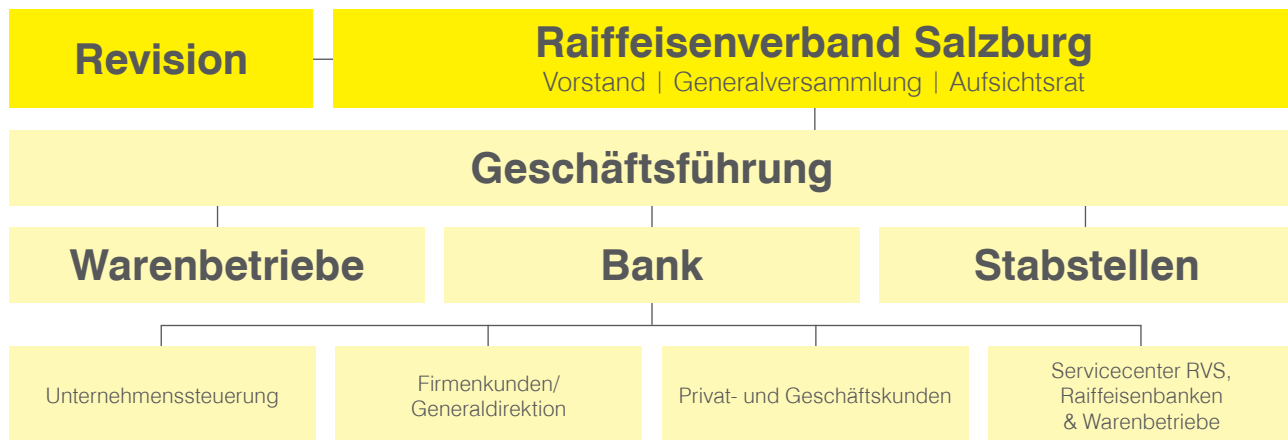 Revision
Raiffeisenverband Salzburg
Vorstand | Generalversammlung | Aufsichtsrat
Geschäftsführung
Warenbetriebe
Bank
Stabstellen
Unternehmenssteuerung
Firmenkunden/
Generaldirektion
Privat- und Geschäftskunden
Servicecenter RVS,
Raiffeisenbanken
& Warenbetriebe